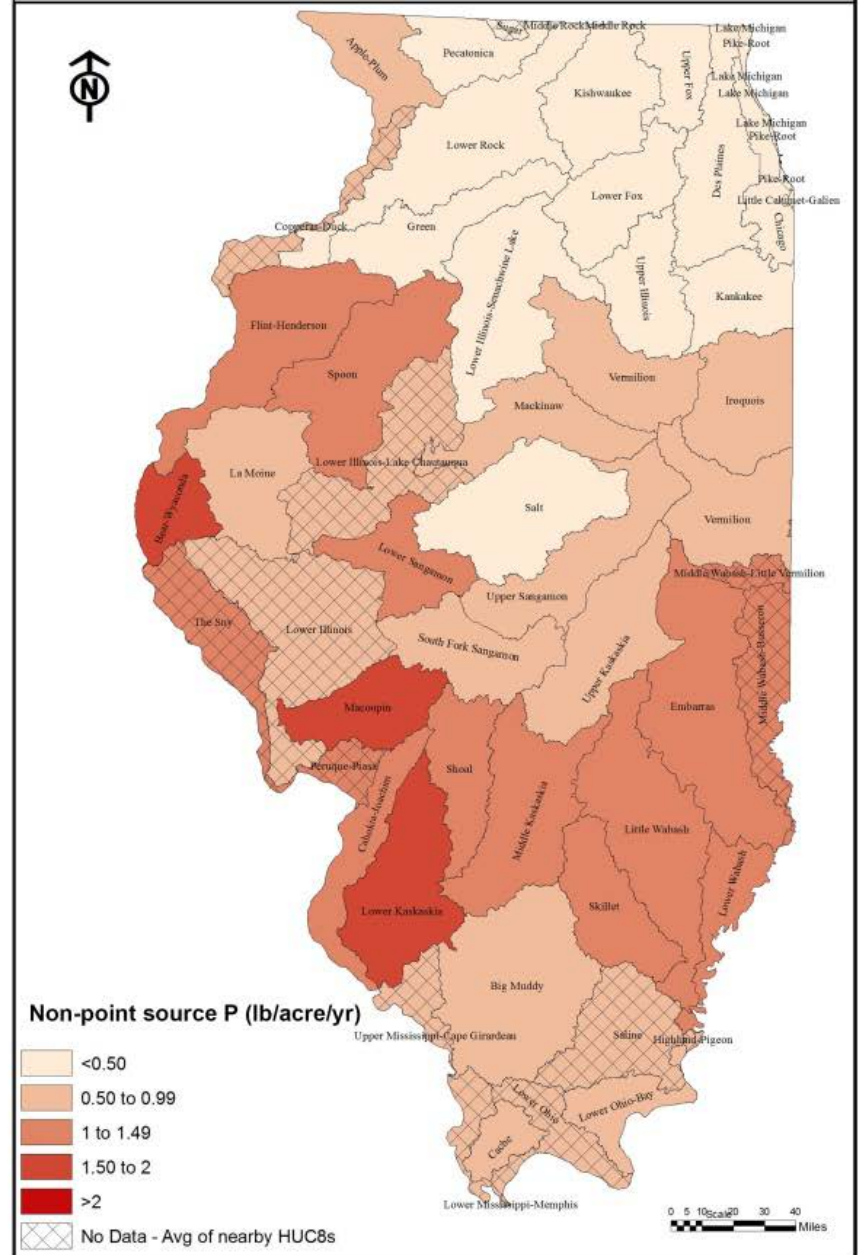 N
Apple-Plum
Pecatonica
Sugar
Middle Rock
Middle Rock
Lake Michigan
Pike-Root
Upper Fox
Lake Michigan
Lake Michigan
Kishwaukee
Lake Michigan
Pike-Root
Lower Rock
Des Plaines
Pike-Root
Lower Fox
Little Calumet-Galien
Chicago
Copperas-Duck
Green
Lower Illinois-Senachwine Lake
Upper Illinois
Kankakee
Flint-Henderson
Spoon
Vermilion
Iroquois
Mackinaw
La Moine
Lower Illinois-Lake Chautauqua
Bear-Wyaconda
Salt
Vermilion
Lower Sangamon
Middle Wabash-Little Vermilion
Upper Sangamon
The Sny
Lower Illinois
South Fork Sangamon
Upper Kaskaskia
Middle Wabash-Busseron
Macoupin
Embarras
Peruque-Piasa
Shoal
Cahokia-Joachim
Middle Kaskaskia
Little Wabash
Lower Wabash
Lower Kaskaskia
Skillet
Big Muddy
Non-point source P (lb/acre/yr)
Upper Mississippi-Cape Girardeau
Saline
Highland-Pigeon
<0.50
0.50 to 0.99
Lower Ohio
Lower Ohio-Bay
1 to 1.49
Cache
1.50 to 2
>2
Lower Mississippi-Memphis
No Data - Avg of nearby HUC8s
Scale
0 5 10 20 30 40
Miles